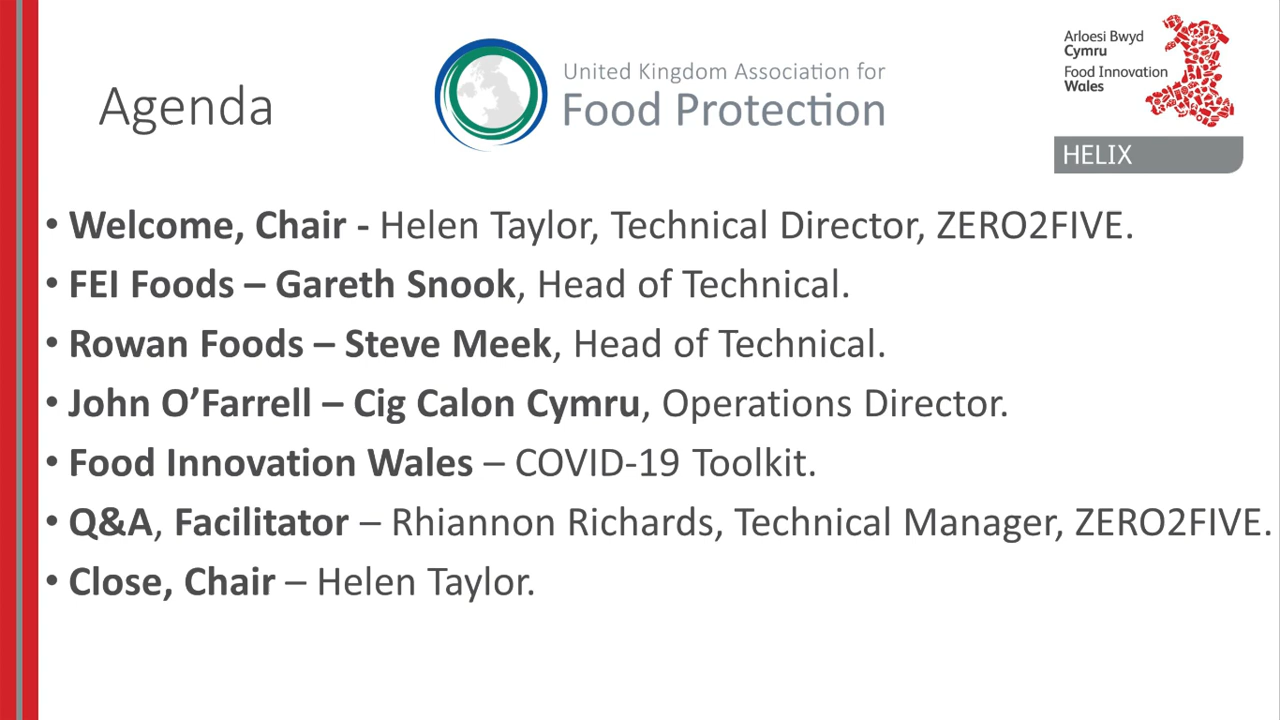 Agenda
United Kingdom Association for
Food Protection
Arloesi Bwyd
Cymru
Food Innovation
Wales
HELIX
• Welcome, Chair - Helen Taylor, Technical Director, ZERO2FIVE.
• FEI Foods – Gareth Snook, Head of Technical.
• Rowan Foods – Steve Meek, Head of Technical.
• John O’Farrell – Cig Calon Cymru, Operations Director.
• Food Innovation Wales – COVID-19 Toolkit.
• Q&A, Facilitator – Rhiannon Richards, Technical Manager, ZERO2FIVE.
• Close, Chair – Helen Taylor.